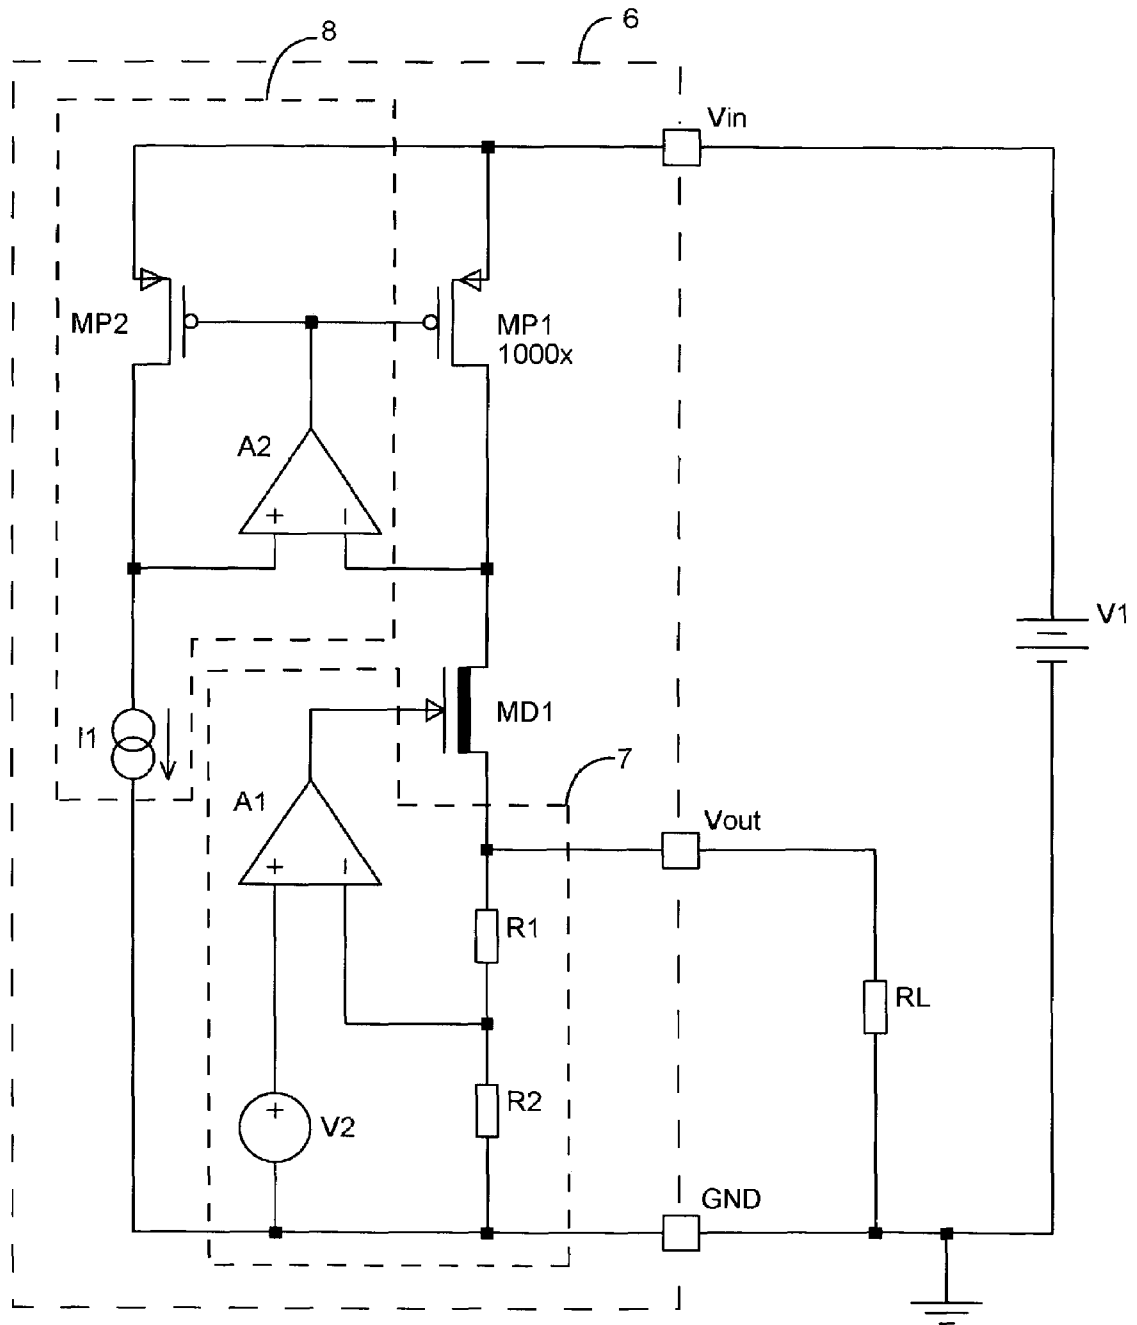 6
8
Vin
MP2
MP1
1000x
A2
+
−
V1
MD1
I1
7
A1
Vout
+
−
R1
RL
R2
+
V2
GND